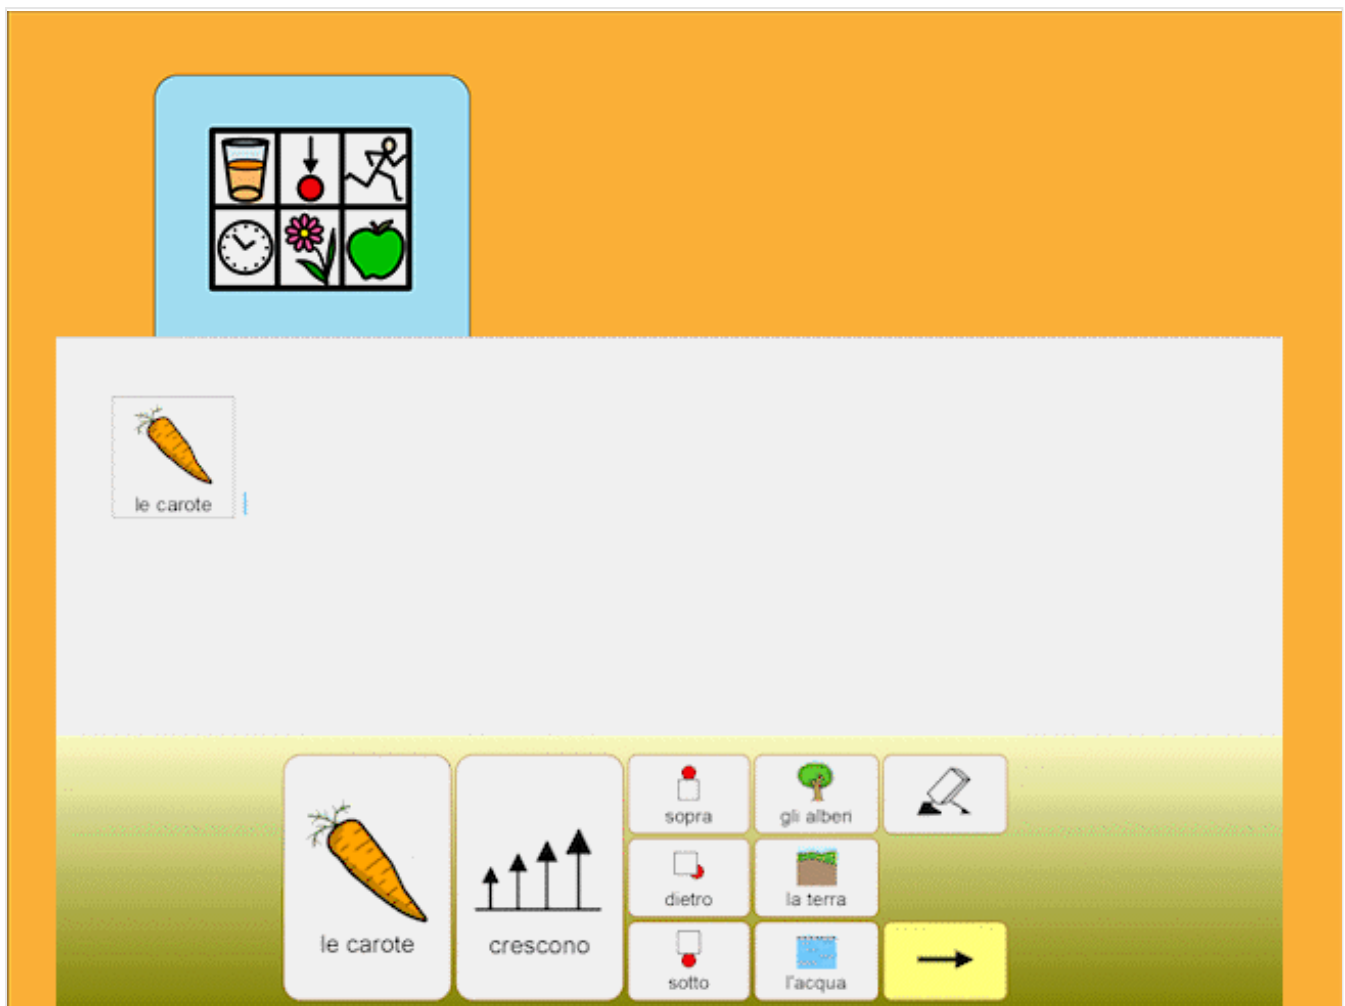 le carote
le carote
crescono
sopra
gli alberi
dietro
la terra
sotto
l'acqua